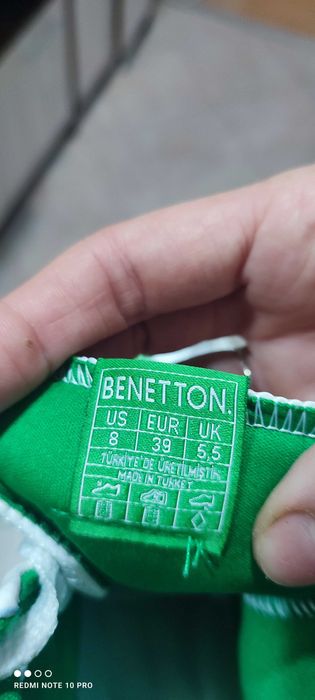 BENETTON.
US EUR UK
8 39 5.5
TÜRKİYE'DE ÜRETİLMİŞTİR
MADE IN TURKEY
REDMI NOTE 10 PRO